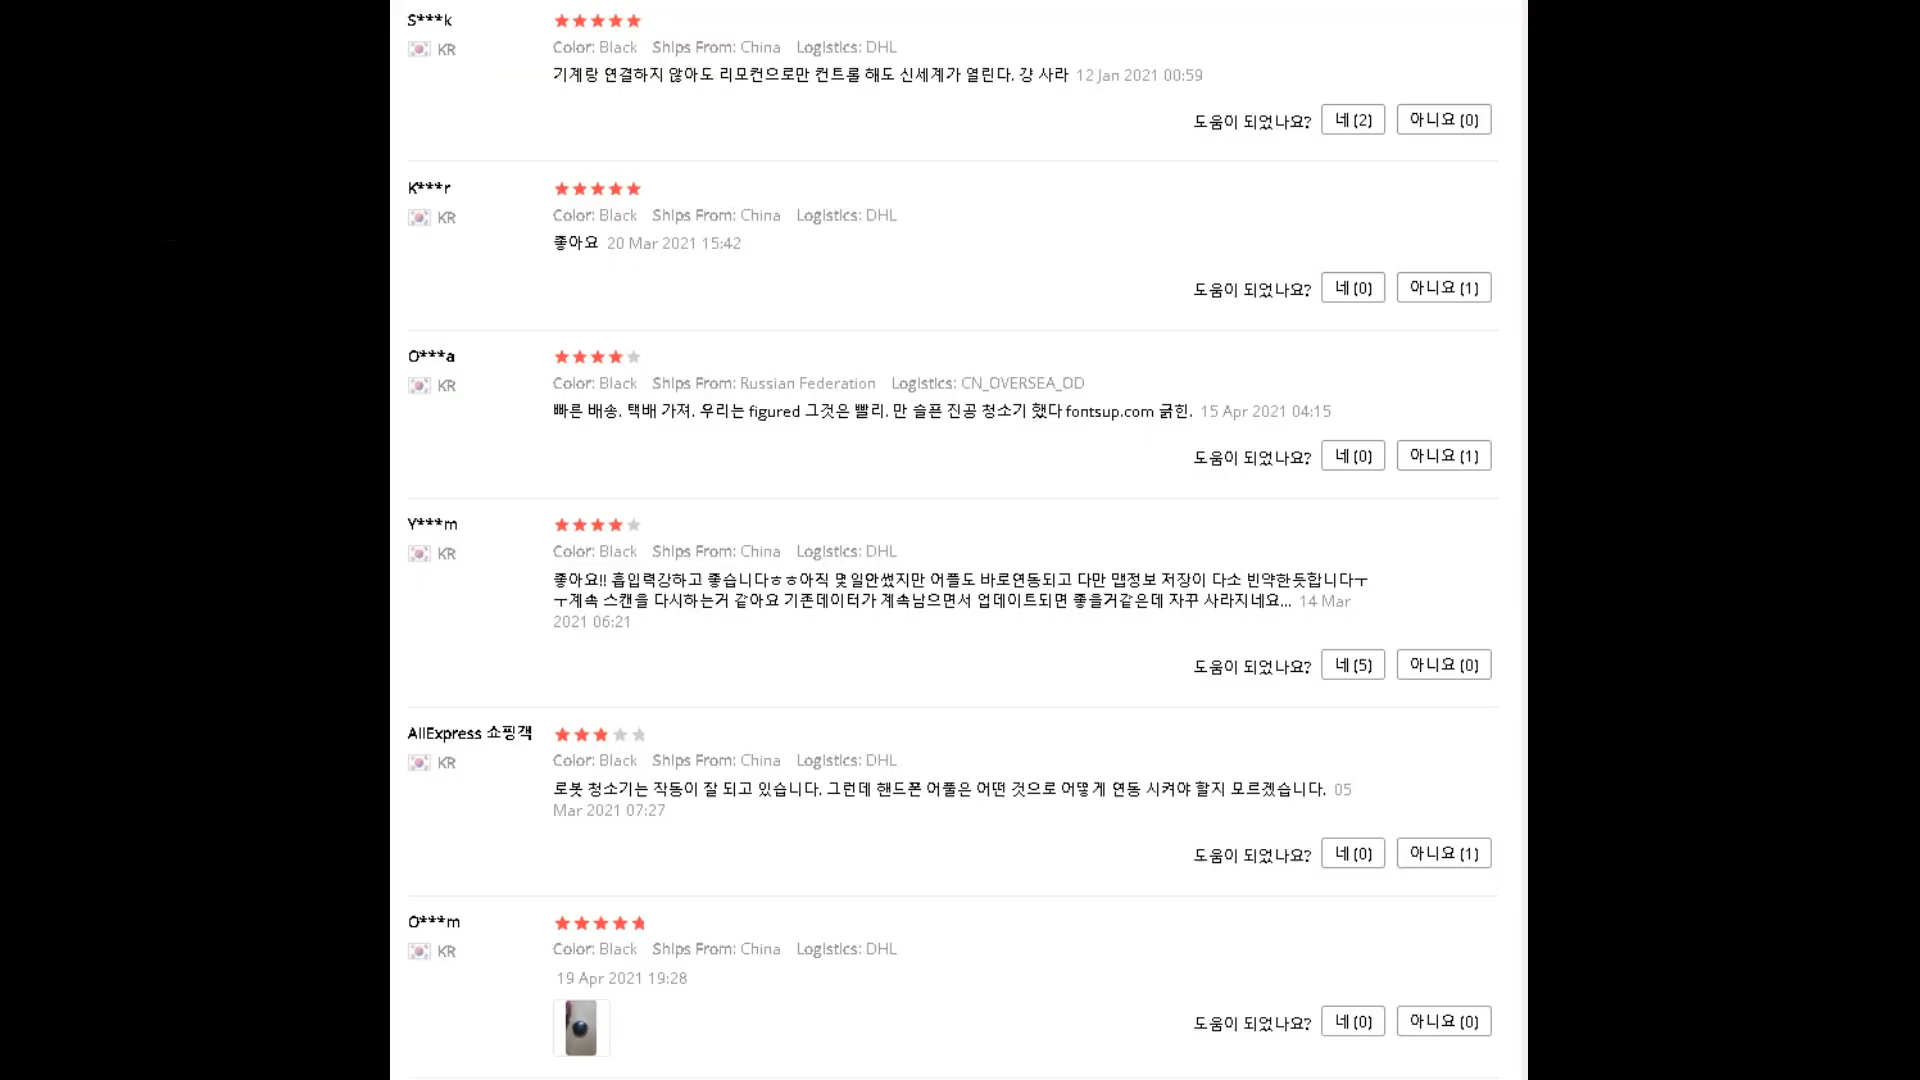 S***k
KR
Color: Black Ships From: China Logistics: DHL
기계랑 연결하지 않아도 리모컨으로만 컨트롤 해도 신세계가 열린다. 걍 사라 12 Jan 2021 00:59
도움이 되었나요? 네 (2) 아니요 (0)
K***r
KR
Color: Black Ships From: China Logistics: DHL
좋아요 20 Mar 2021 15:42
도움이 되었나요? 네 (0) 아니요 (1)
O***a
KR
Color: Black Ships From: Russian Federation Logistics: CN_OVERSEA_OD
빠른 배송. 택배 가져. 우리는 figured 그것은 빨리. 만 슬픈 진공 청소기 했다 fontsup.com 긁힌. 15 Apr 2021 04:15
도움이 되었나요? 네 (0) 아니요 (1)
Y***m
KR
Color: Black Ships From: China Logistics: DHL
좋아요!! 흡입력강하고 좋습니다ㅎㅎ아직 몇일안썼지만 어플도 바로연동되고 다만 맵정보 저장이 다소 빈약한듯합니다ㅜ
ㅜ계속 스캔을 다시하는거 같아요 기존데이터가 계속남으면서 업데이트되면 좋을거같은데 자꾸 사라지네요... 14 Mar
2021 06:21
도움이 되었나요? 네 (5) 아니요 (0)
AliExpress 쇼핑객
KR
Color: Black Ships From: China Logistics: DHL
로봇 청소기는 작동이 잘 되고 있습니다. 그런데 핸드폰 어풀은 어떤 것으로 어떻게 연동 시켜야 할지 모르겠습니다. 05
Mar 2021 07:27
도움이 되었나요? 네 (0) 아니요 (1)
O***m
KR
Color: Black Ships From: China Logistics: DHL
19 Apr 2021 19:28
도움이 되었나요? 네 (0) 아니요 (0)